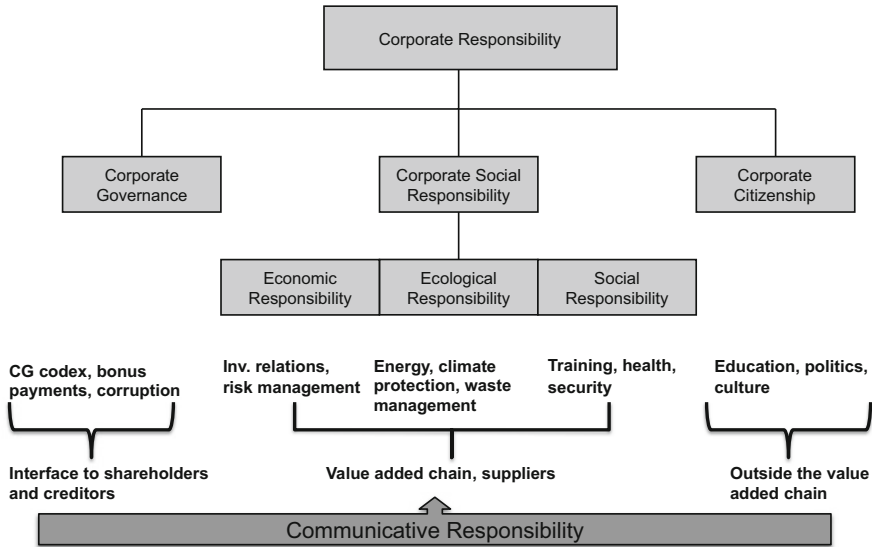 Corporate Responsibility
Corporate
Governance
Corporate Social
Responsibility
Corporate
Citizenship
Economic
Responsibility
Ecological
Responsibility
Social
Responsibility
CG codex, bonus
payments, corruption
Inv. relations,
risk management
Energy, climate
protection, waste
management
Training, health,
security
Education, politics,
culture
Interface to shareholders
and creditors
Value added chain, suppliers
Outside the value
added chain
Communicative Responsibility